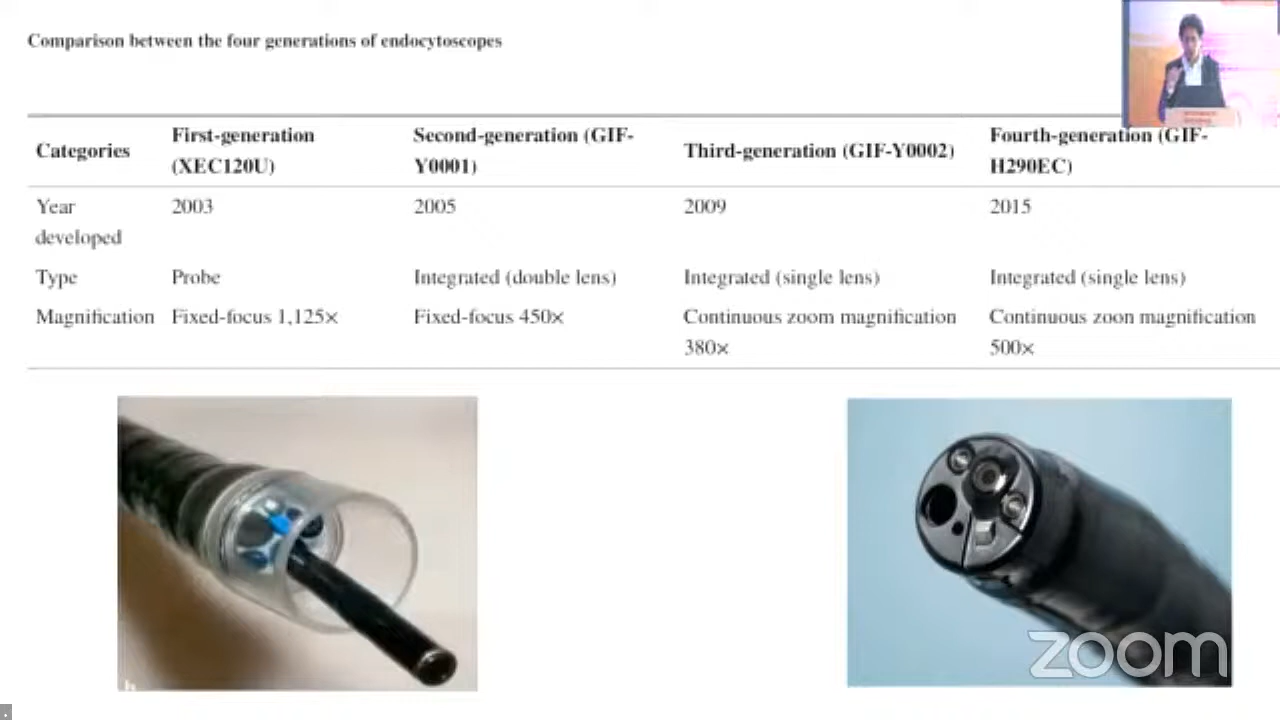 Comparison between the four generations of endocytoscopes
Categories
First-generation
(XEC120U)
Second-generation (GIF-
Y0001)
Third-generation (GIF-Y0002)
Fourth-generation (GIF-
H290EC)
Year
developed
2003
2005
2009
2015
Type
Probe
Integrated (double lens)
Integrated (single lens)
Integrated (single lens)
Magnification
Fixed-focus 1,125×
Fixed-focus 450×
Continuous zoom magnification
380×
Continuous zoon magnification
500×
zoom